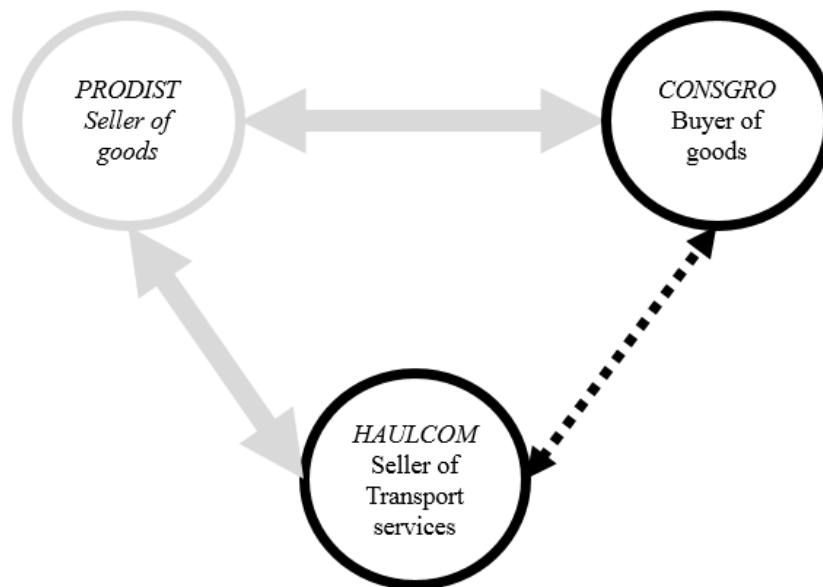 PRODIST
Seller of
goods
CONSGRO
Buyer of
goods
HAULCOM
Seller of
Transport
services